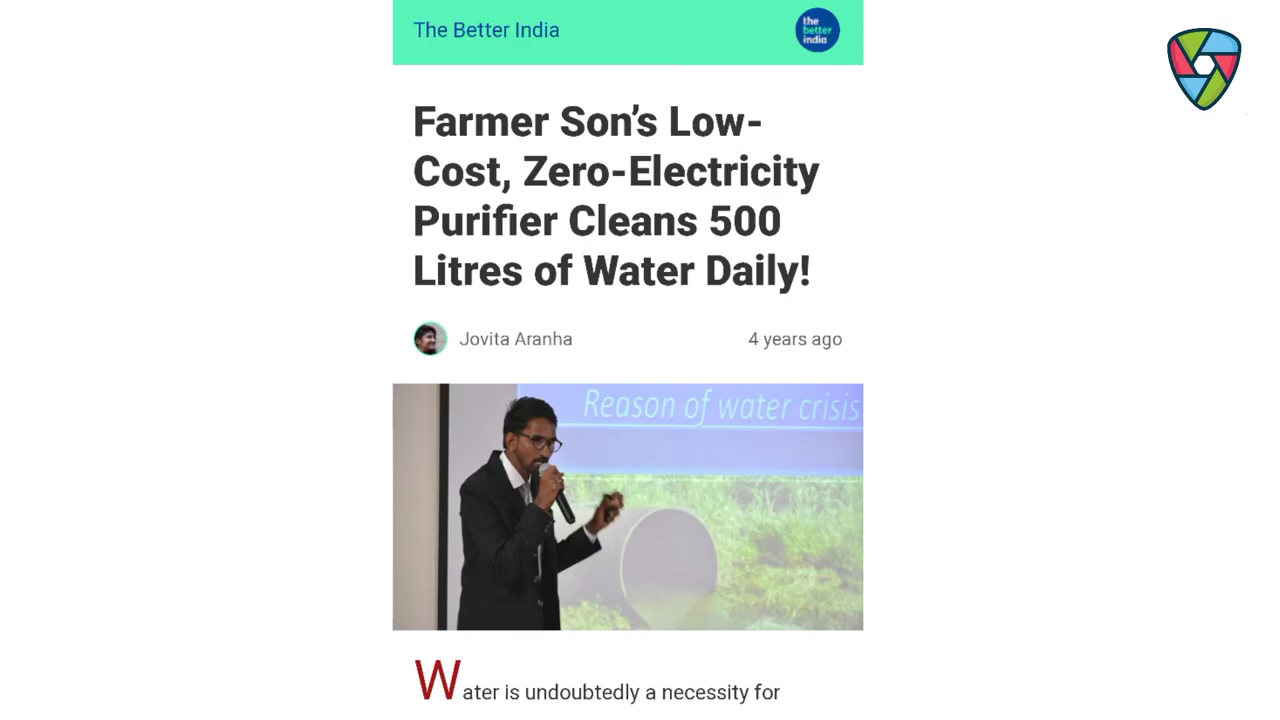 The Better India
the
better
india
Farmer Son’s Low-
Cost, Zero-Electricity
Purifier Cleans 500
Litres of Water Daily!
Jovita Aranha
4 years ago
Reason of water crisis
Water is undoubtedly a necessity for